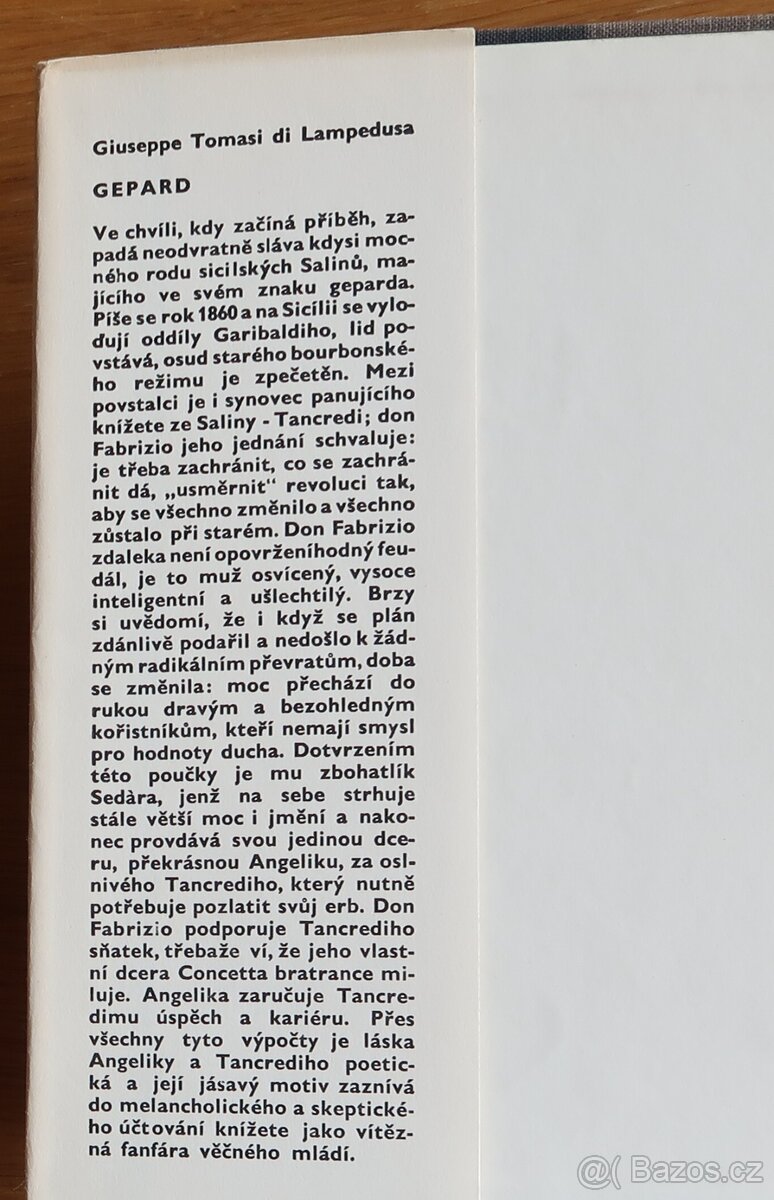 Giuseppe Tomasi di Lampedusa
GEPARD
Ve chvíli, kdy začíná příběh, za-
padá neodvratně sláva kdysi moc-
ného rodu sicilských Salinů, ma-
jícího ve svém znaku geparda.
Píše se rok 1860 a na Sicílii se vylo-
ďují oddíly Garibaldiho, lid po-
vstává, osud starého bourbonské-
ho režimu je zpečetěn. Mezi
povstalci je i synovec panujícího
knížete ze Saliny - Tancredi; don
Fabrizio jeho jednání schvaluje:
je třeba zachránit, co se zachrá-
nit dá, „usměrnit“ revoluci tak,
aby se všechno změnilo a všechno
zůstalo při starém. Don Fabrizio
zdaleka není opovrženíhodný feu-
dál, je to muž osvícený, vysoce
inteligentní a ušlechtilý. Brzy
si uvědomí, že i když se plán
zdánlivě podařil a nedošlo k žád-
ným radikálním převratům, doba
se změnila: moc přechází do
rukou dravým a bezohledným
kořistníkům, kteří nemají smysl
pro hodnoty ducha. Dotvrzením
této poučky je mu zbohatlík
Sedàra, jenž na sebe strhuje
stále větší moc i jmění a nako-
nec provdává svou jedinou dce-
ru, překrásnou Angeliku, za osl-
nivého Tancrediho, který nutně
potřebuje pozlatit svůj erb. Don
Fabrizio podporuje Tancrediho
sňatek, třebaže ví, že jeho vlast-
ní dcera Concetta bratrance mi-
luje. Angelika zaručuje Tancre-
dimu úspěch a kariéru. Přes
všechny tyto výpočty je láska
Angeliky a Tancrediho poetic-
ká a její jásavý motiv zaznívá
do melancholického a skeptické-
ho účtování knížete jako vítěz-
ná fanfára věčného mládí.
@( Bazos.cz